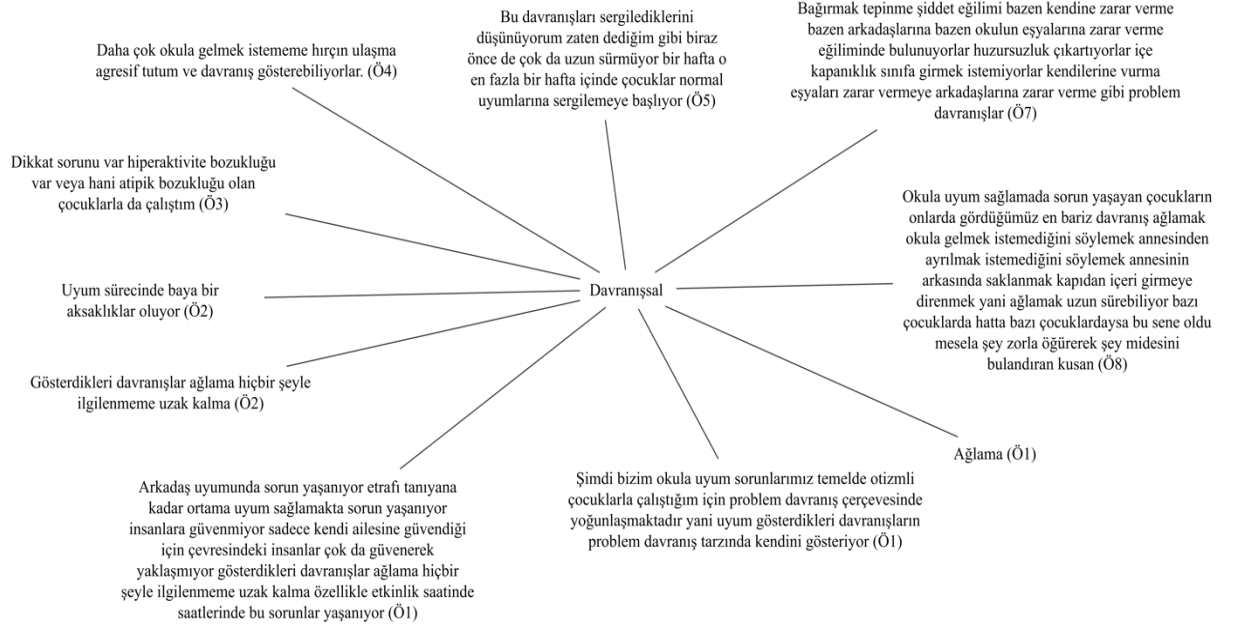 Daha çok okula gelmek istememe hırçın ulaşma
agresif tutum ve davranış gösterebiliyorlar. (Ö4)
Bu davranışları sergilediklerini
düşünüyorum zaten dediğim gibi biraz
önce de çok da uzun sürmüyor bir hafta o
en fazla bir hafta içinde çocuklar normal
uyumlarına sergilemeye başlıyor (Ö5)
Bağırmak tepinme şiddet eğilimi bazen kendine zarar verme
bazen arkadaşlarına bazen okulun eşyalarına zarar verme
eğiliminde bulunuyorlar huzursuzluk çıkartıyorlar içe
kapanıklık sınıfa girmek istemiyorlar kendilerine vurma
eşyaları zarar vermeye arkadaşlarına zarar verme gibi problem
davranışlar (Ö7)
Dikkat sorunu var hiperaktivite bozukluğu
var veya hani atipik bozukluğu olan
çocuklarla da çalıştım (Ö3)
Okula uyum sağlamada sorun yaşayan çocukların
onlarda gördüğümüz en bariz davranış ağlamak
okula gelmek istemediğini söylemek annesinden
ayrılmak istemediğini söylemek annesinin
arkasında saklanmak kapıdan içeri girmeye
direnmek yani ağlamak uzun sürebiliyor bazı
çocuklarda hatta bazı çocuklardaysa bu sene oldu
mesela şey zorla öğürerek şey midesini
bulandıran kusan (Ö8)
Uyum sürecinde baya bir
aksaklıklar oluyor (Ö2)
Davranışsal
Gösterdikleri davranışlar ağlama hiçbir şeyle
ilgilenmeme uzak kalma (Ö2)
Ağlama (Ö1)
Arkadaş uyumunda sorun yaşanıyor etrafı tanıyana
kadar ortama uyum sağlamakta sorun yaşanıyor
insanlara güvenmiyor sadece kendi ailesine güvendiği
için çevresindeki insanlar çok da güvenerek
yaklaşmıyor gösterdikleri davranışlar ağlama hiçbir
şeyle ilgilenmeme uzak kalma özellikle etkinlik saatinde
saatlerinde bu sorunlar yaşanıyor (Ö1)
Şimdi bizim okula uyum sorunlarımız temelde otizmli
çocuklarla çalıştığım için problem davranış çerçevesinde
yoğunlaşmaktadır yani uyum gösterdikleri davranışların
problem davranış tarzında kendini gösteriyor (Ö1)